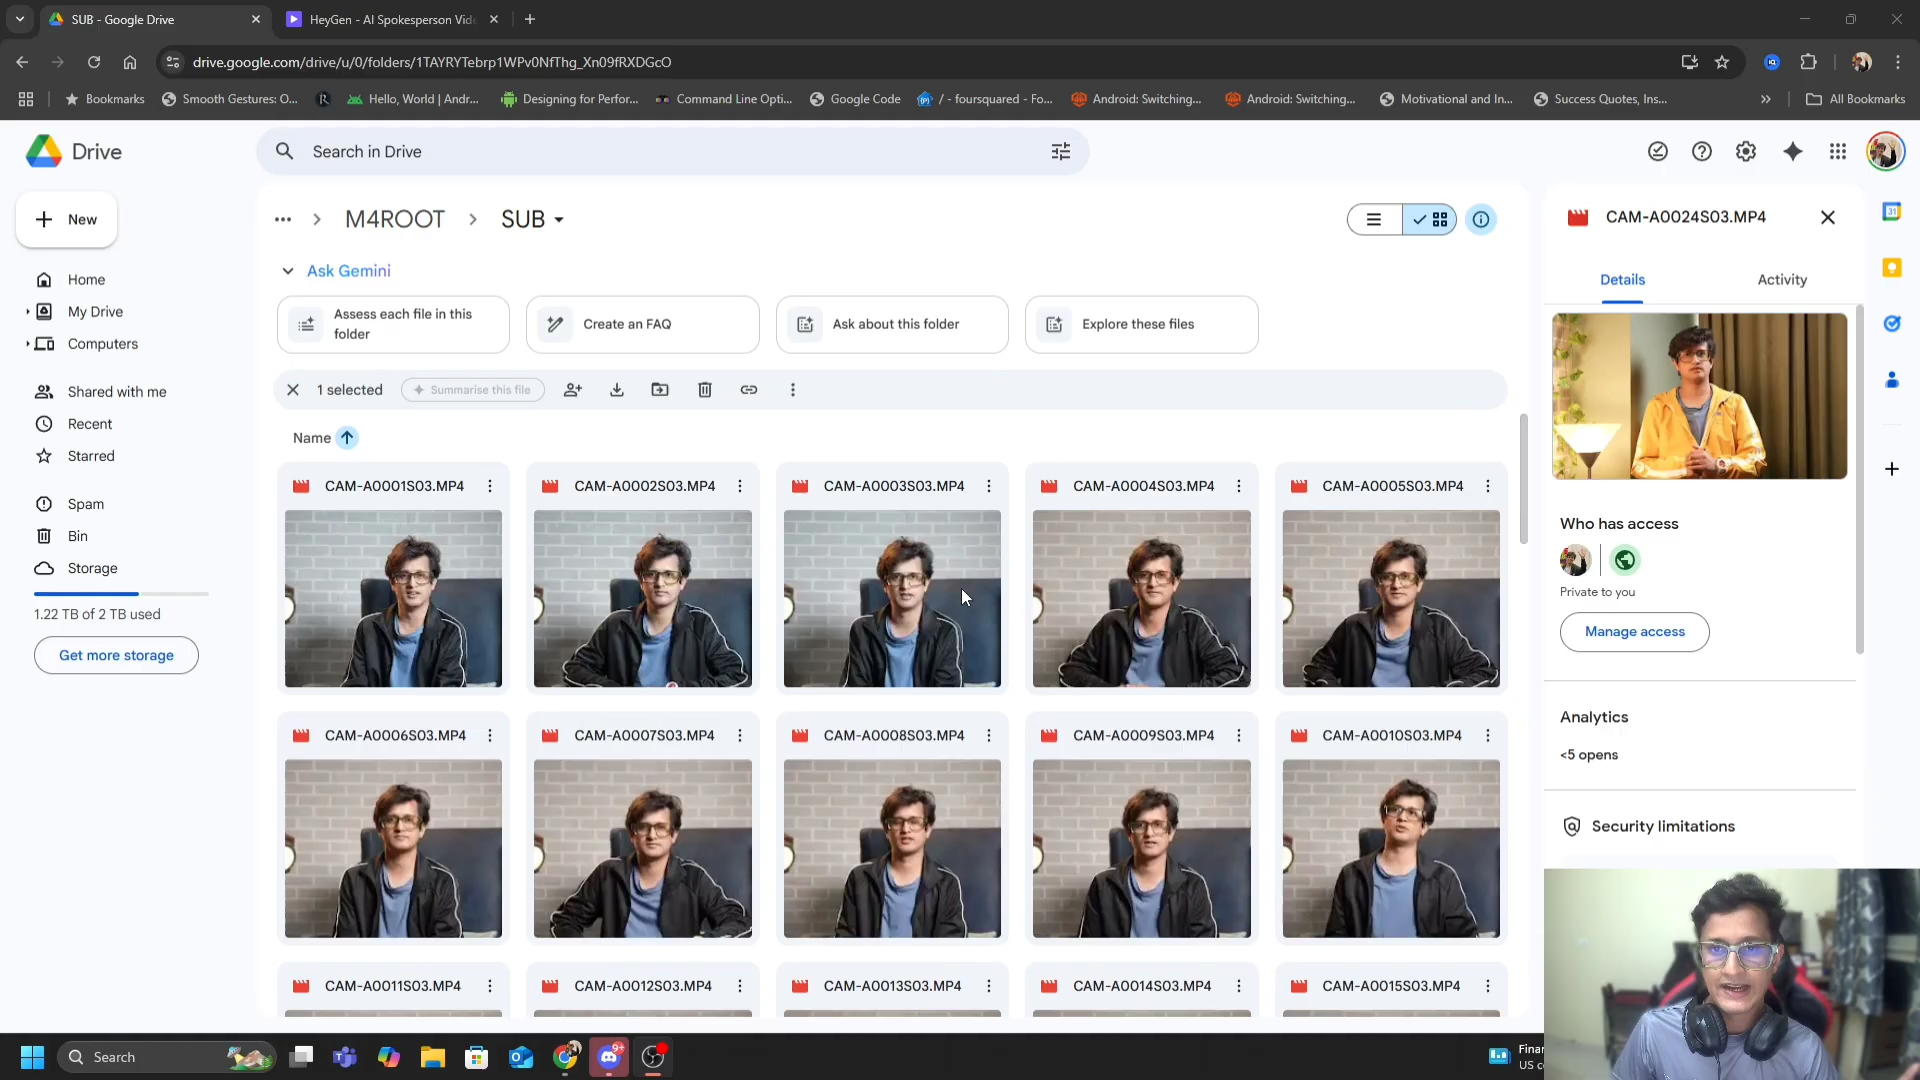 SUB - Google Drive
HeyGen - AI Spokesperson Vid
drive.google.com/drive/u/0/folders/1TAYRYTebrp1WPv0NfThg_Xn09fRXDGcO
Bookmarks
Smooth Gestures: O...
Hello, World | Andr...
Designing for Perfor...
Command Line Opti...
Google Code
/ - foursquared - Fo...
Android: Switching...
Android: Switching...
Motivational and In...
Success Quotes, Ins...
All Bookmarks
Drive
Search in Drive
New
Home
My Drive
Computers
Shared with me
Recent
Starred
Spam
Bin
Storage
1.22 TB of 2 TB used
Get more storage
M4ROOT
SUB
Ask Gemini
Assess each file in this
folder
Create an FAQ
Ask about this folder
Explore these files
1 selected
Summarise this file
Name
CAM-A0001S03.MP4
CAM-A0002S03.MP4
CAM-A0003S03.MP4
CAM-A0004S03.MP4
CAM-A0005S03.MP4
CAM-A0006S03.MP4
CAM-A0007S03.MP4
CAM-A0008S03.MP4
CAM-A0009S03.MP4
CAM-A0010S03.MP4
CAM-A0011S03.MP4
CAM-A0012S03.MP4
CAM-A0013S03.MP4
CAM-A0014S03.MP4
CAM-A0015S03.MP4
CAM-A0024S03.MP4
Details
Activity
Who has access
Private to you
Manage access
Analytics
<5 opens
Security limitations
Search
9+
Finan
US co